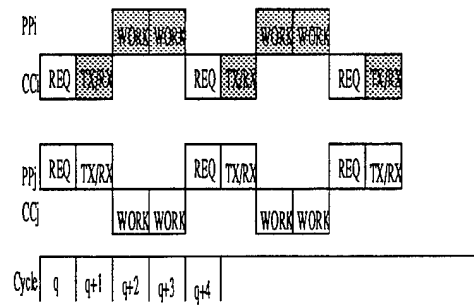 PPi WORK WORK WORK WORK
CCi REQ TX/RX REQ TX/RX REQ TX/RX
PPj REQ TX/RX REQ TX/RX REQ TX/RX
CCj WORK WORK WORK WORK
Cycle q q+1 q+2 q+3 q+4